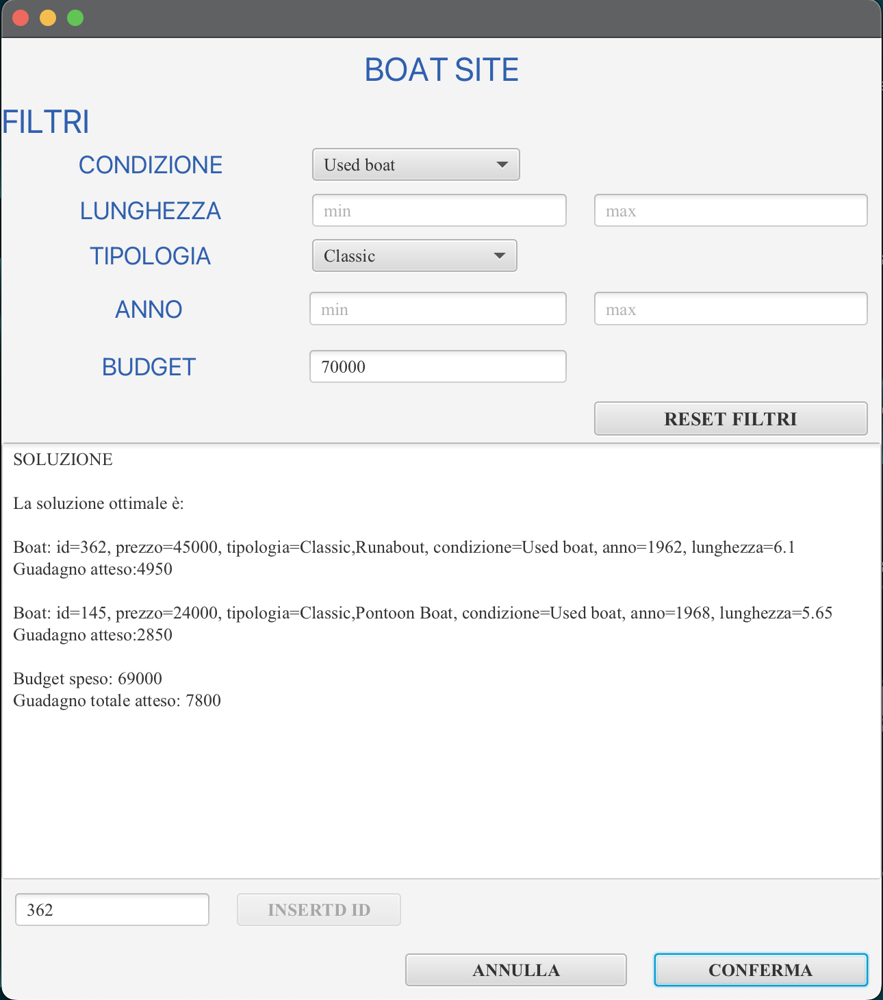 BOAT SITE
FILTRI
CONDIZIONE Used boat
LUNGHEZZA min max
TIPOLOGIA Classic
ANNO min max
BUDGET 70000
RESET FILTRI
SOLUZIONE
La soluzione ottimale è:
Boat: id=362, prezzo=45000, tipologia=Classic,Runabout, condizione=Used boat, anno=1962, lunghezza=6.1
Guadagno atteso:4950
Boat: id=145, prezzo=24000, tipologia=Classic,Pontoon Boat, condizione=Used boat, anno=1968, lunghezza=5.65
Guadagno atteso:2850
Budget speso: 69000
Guadagno totale atteso: 7800
362 INSERTD ID
ANNULLA CONFERMA